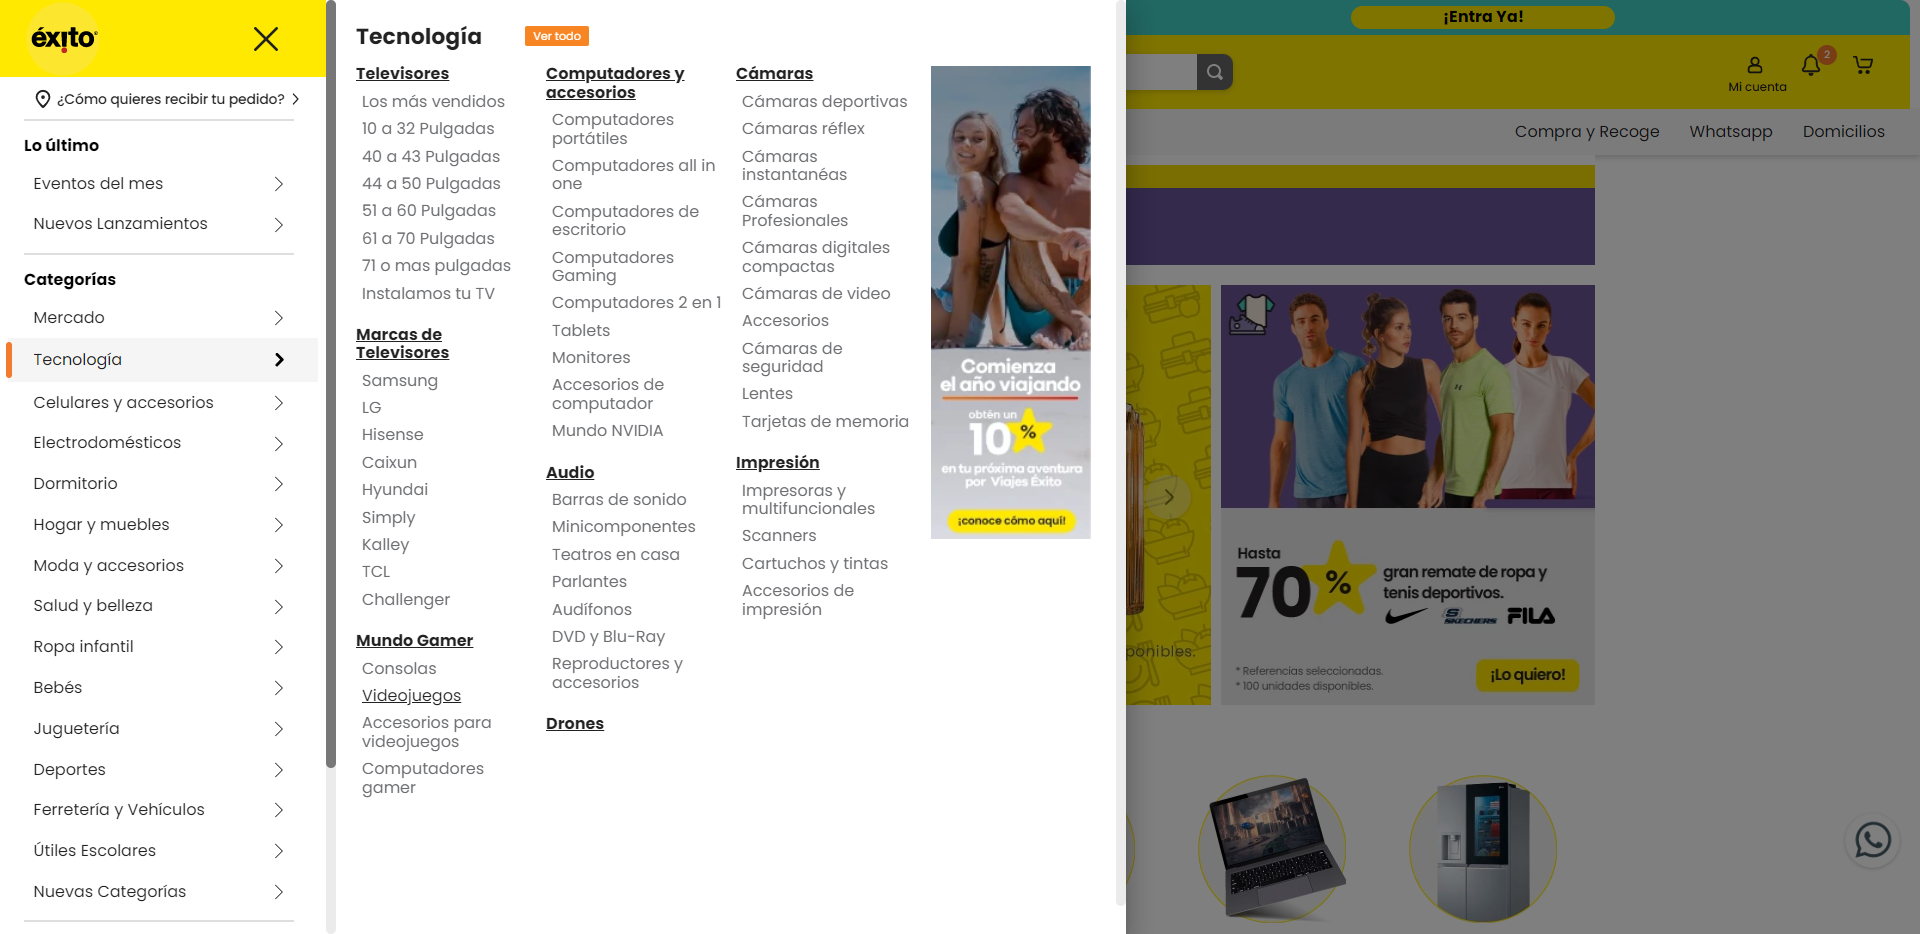 éxito
¿Cómo quieres recibir tu pedido?
Lo último
Eventos del mes
Nuevos Lanzamientos
Categorías
Mercado
Tecnología
Celulares y accesorios
Electrodomésticos
Dormitorio
Hogar y muebles
Moda y accesorios
Salud y belleza
Ropa infantil
Bebés
Juguetería
Deportes
Ferretería y Vehículos
Útiles Escolares
Nuevas Categorías
Tecnología
Ver todo
Televisores
Los más vendidos
10 a 32 Pulgadas
40 a 43 Pulgadas
44 a 50 Pulgadas
51 a 60 Pulgadas
61 a 70 Pulgadas
71 o mas pulgadas
Instalamos tu TV
Marcas de
Televisores
Samsung
LG
Hisense
Caixun
Hyundai
Simply
Kalley
TCL
Challenger
Mundo Gamer
Consolas
Videojuegos
Accesorios para
videojuegos
Computadores
gamer
Computadores y
accesorios
Computadores
portátiles
Computadores all in
one
Computadores de
escritorio
Computadores
Gaming
Computadores 2 en 1
Tablets
Monitores
Accesorios de
computador
Mundo NVIDIA
Audio
Barras de sonido
Minicomponentes
Teatros en casa
Parlantes
Audífonos
DVD y Blu-Ray
Reproductores y
accesorios
Drones
Cámaras
Cámaras deportivas
Cámaras réflex
Cámaras
instantanéas
Cámaras
Profesionales
Cámaras digitales
compactas
Cámaras de video
Accesorios
Cámaras de
seguridad
Lentes
Tarjetas de memoria
Impresión
Impresoras y
multifuncionales
Scanners
Cartuchos y tintas
Accesorios de
impresión
Comienza
el año viajando
obtén un
10 %
en tu próxima aventura
por Viajes Éxito
¡conoce cómo aquí!
¡Entra Ya!
2
Mi cuenta
Compra y Recoge
Whatsapp
Domicilios
ponibles.
Hasta
70 %
gran remate de ropa y
tenis deportivos.
SKECHERS FILA
* Referencias seleccionadas.
* 100 unidades disponibles.
¡Lo quiero!